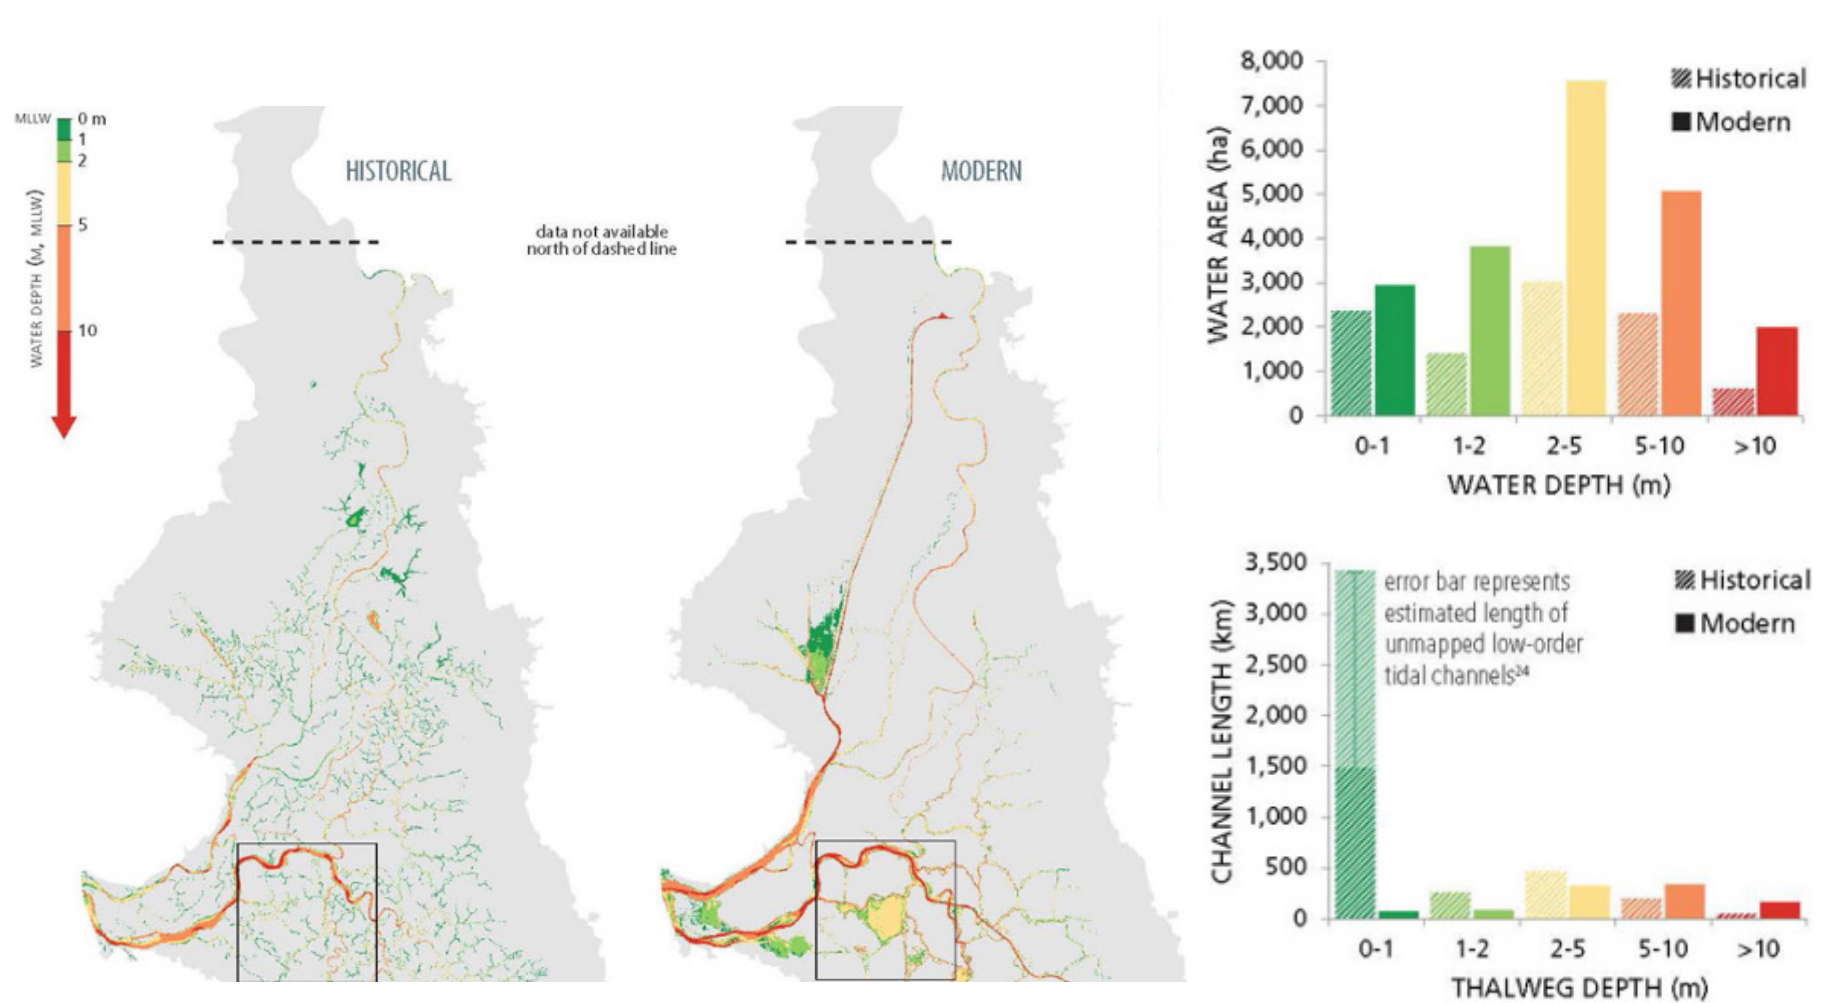 MLLW
0 m
1
2
5
10
WATER DEPTH (M, MLLW)
HISTORICAL
data not available
north of dashed line
MODERN
8,000
7,000
6,000
5,000
4,000
3,000
2,000
1,000
0
WATER AREA (ha)
Historical
Modern
0-1 1-2 2-5 5-10 >10
WATER DEPTH (m)
3,500
3,000
2,500
2,000
1,500
1,000
500
0
CHANNEL LENGTH (km)
error bar represents
estimated length of
unmapped low-order
tidal channels24
Historical
Modern
0-1 1-2 2-5 5-10 >10
THALWEG DEPTH (m)